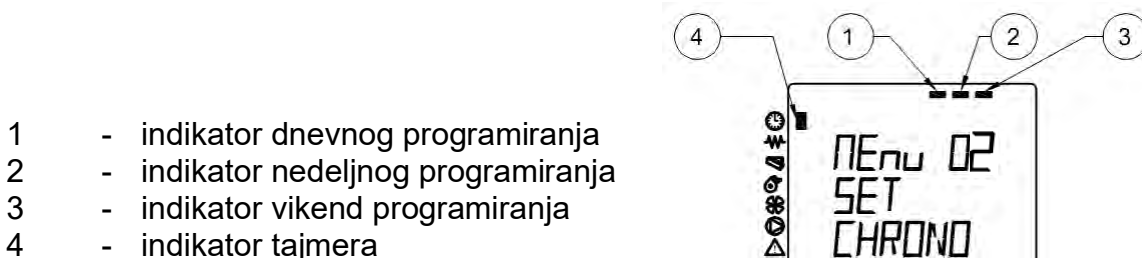 4 1 2 3
1 - indikator dnevnog programiranja
2 - indikator nedeljnog programiranja
3 - indikator vikend programiranja
4 - indikator tajmera
MEnu 02
SET
CHRONO